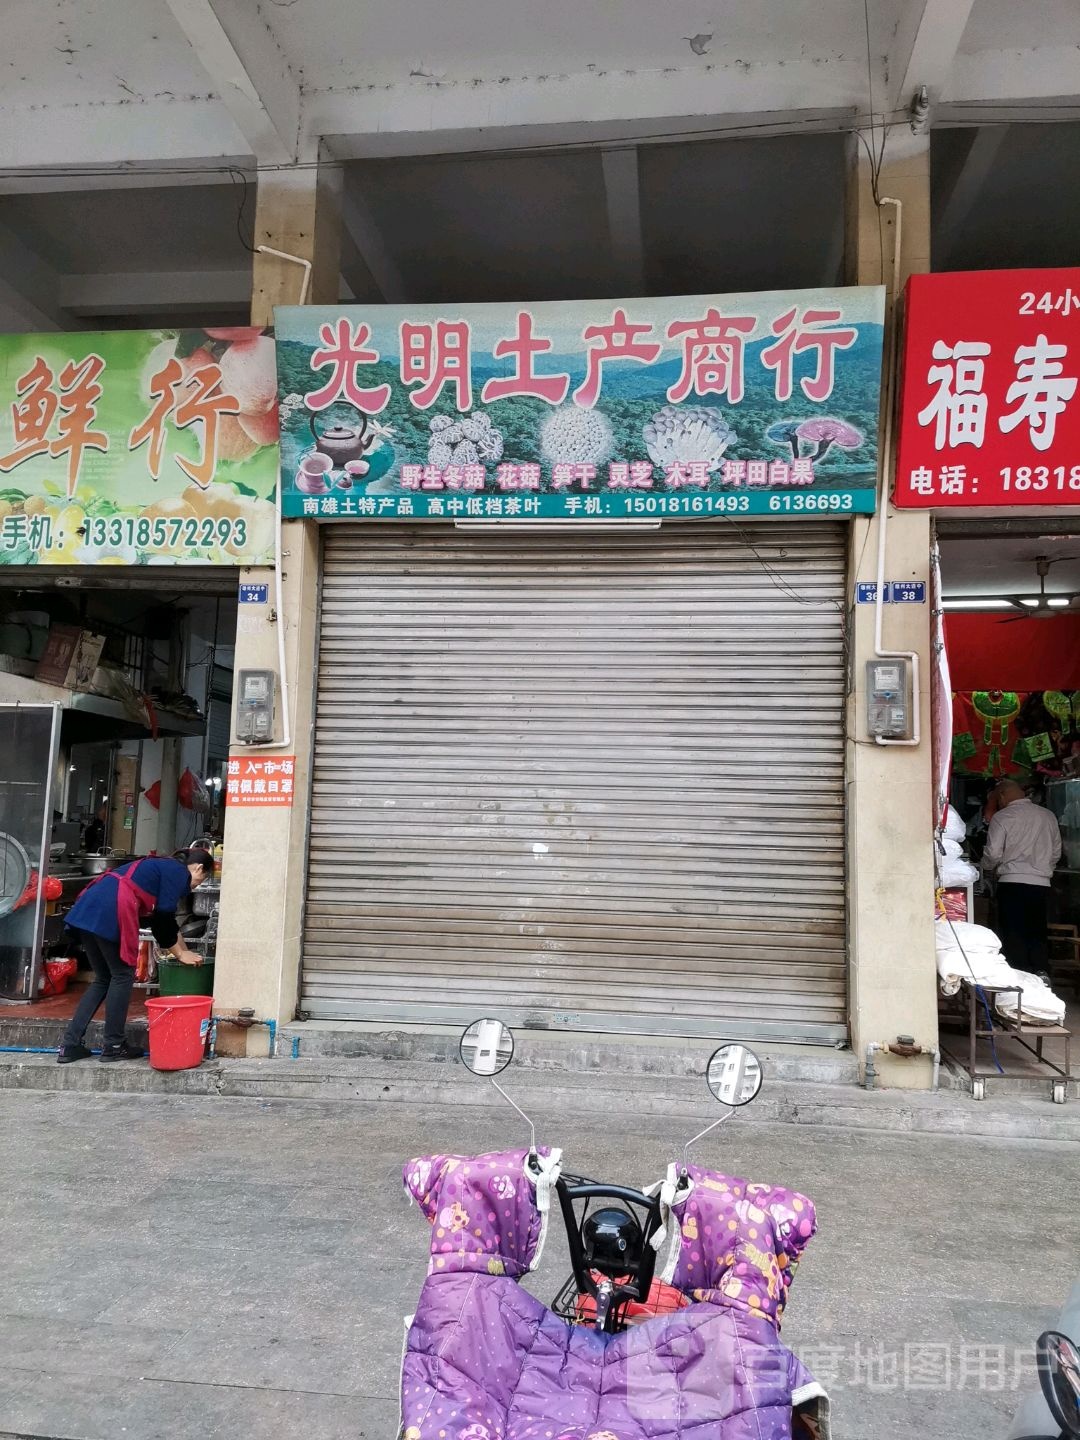 鲜行
手机：13318572293
光明土产商行
野生冬菇 花菇 笋干 灵芝 木耳 坪田白果
南雄土特产品 高中低档茶叶 手机：15018161493 6136693
24小
福寿
电话：18318
34
36
38
进入市场
请佩戴口罩
百度地图用户